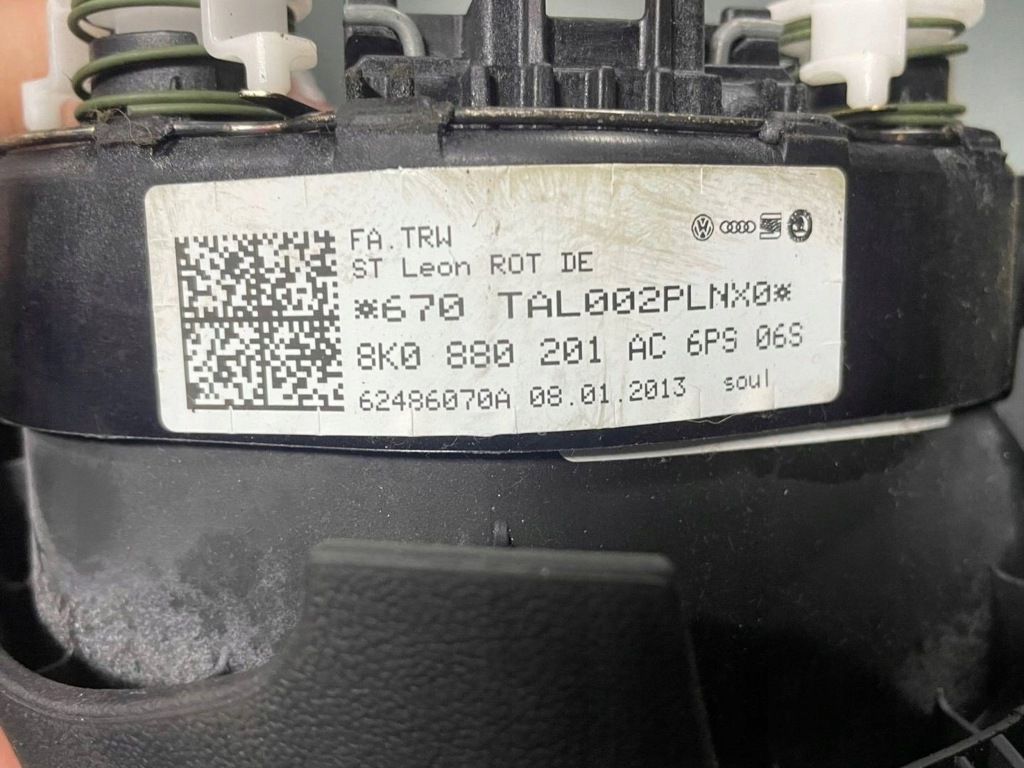 FA.TRW
ST Leon ROT DE
*670 TAL002PLNX0*
8K0 880 201 AC 6PS 06S
62486070A 08.01.2013 soul